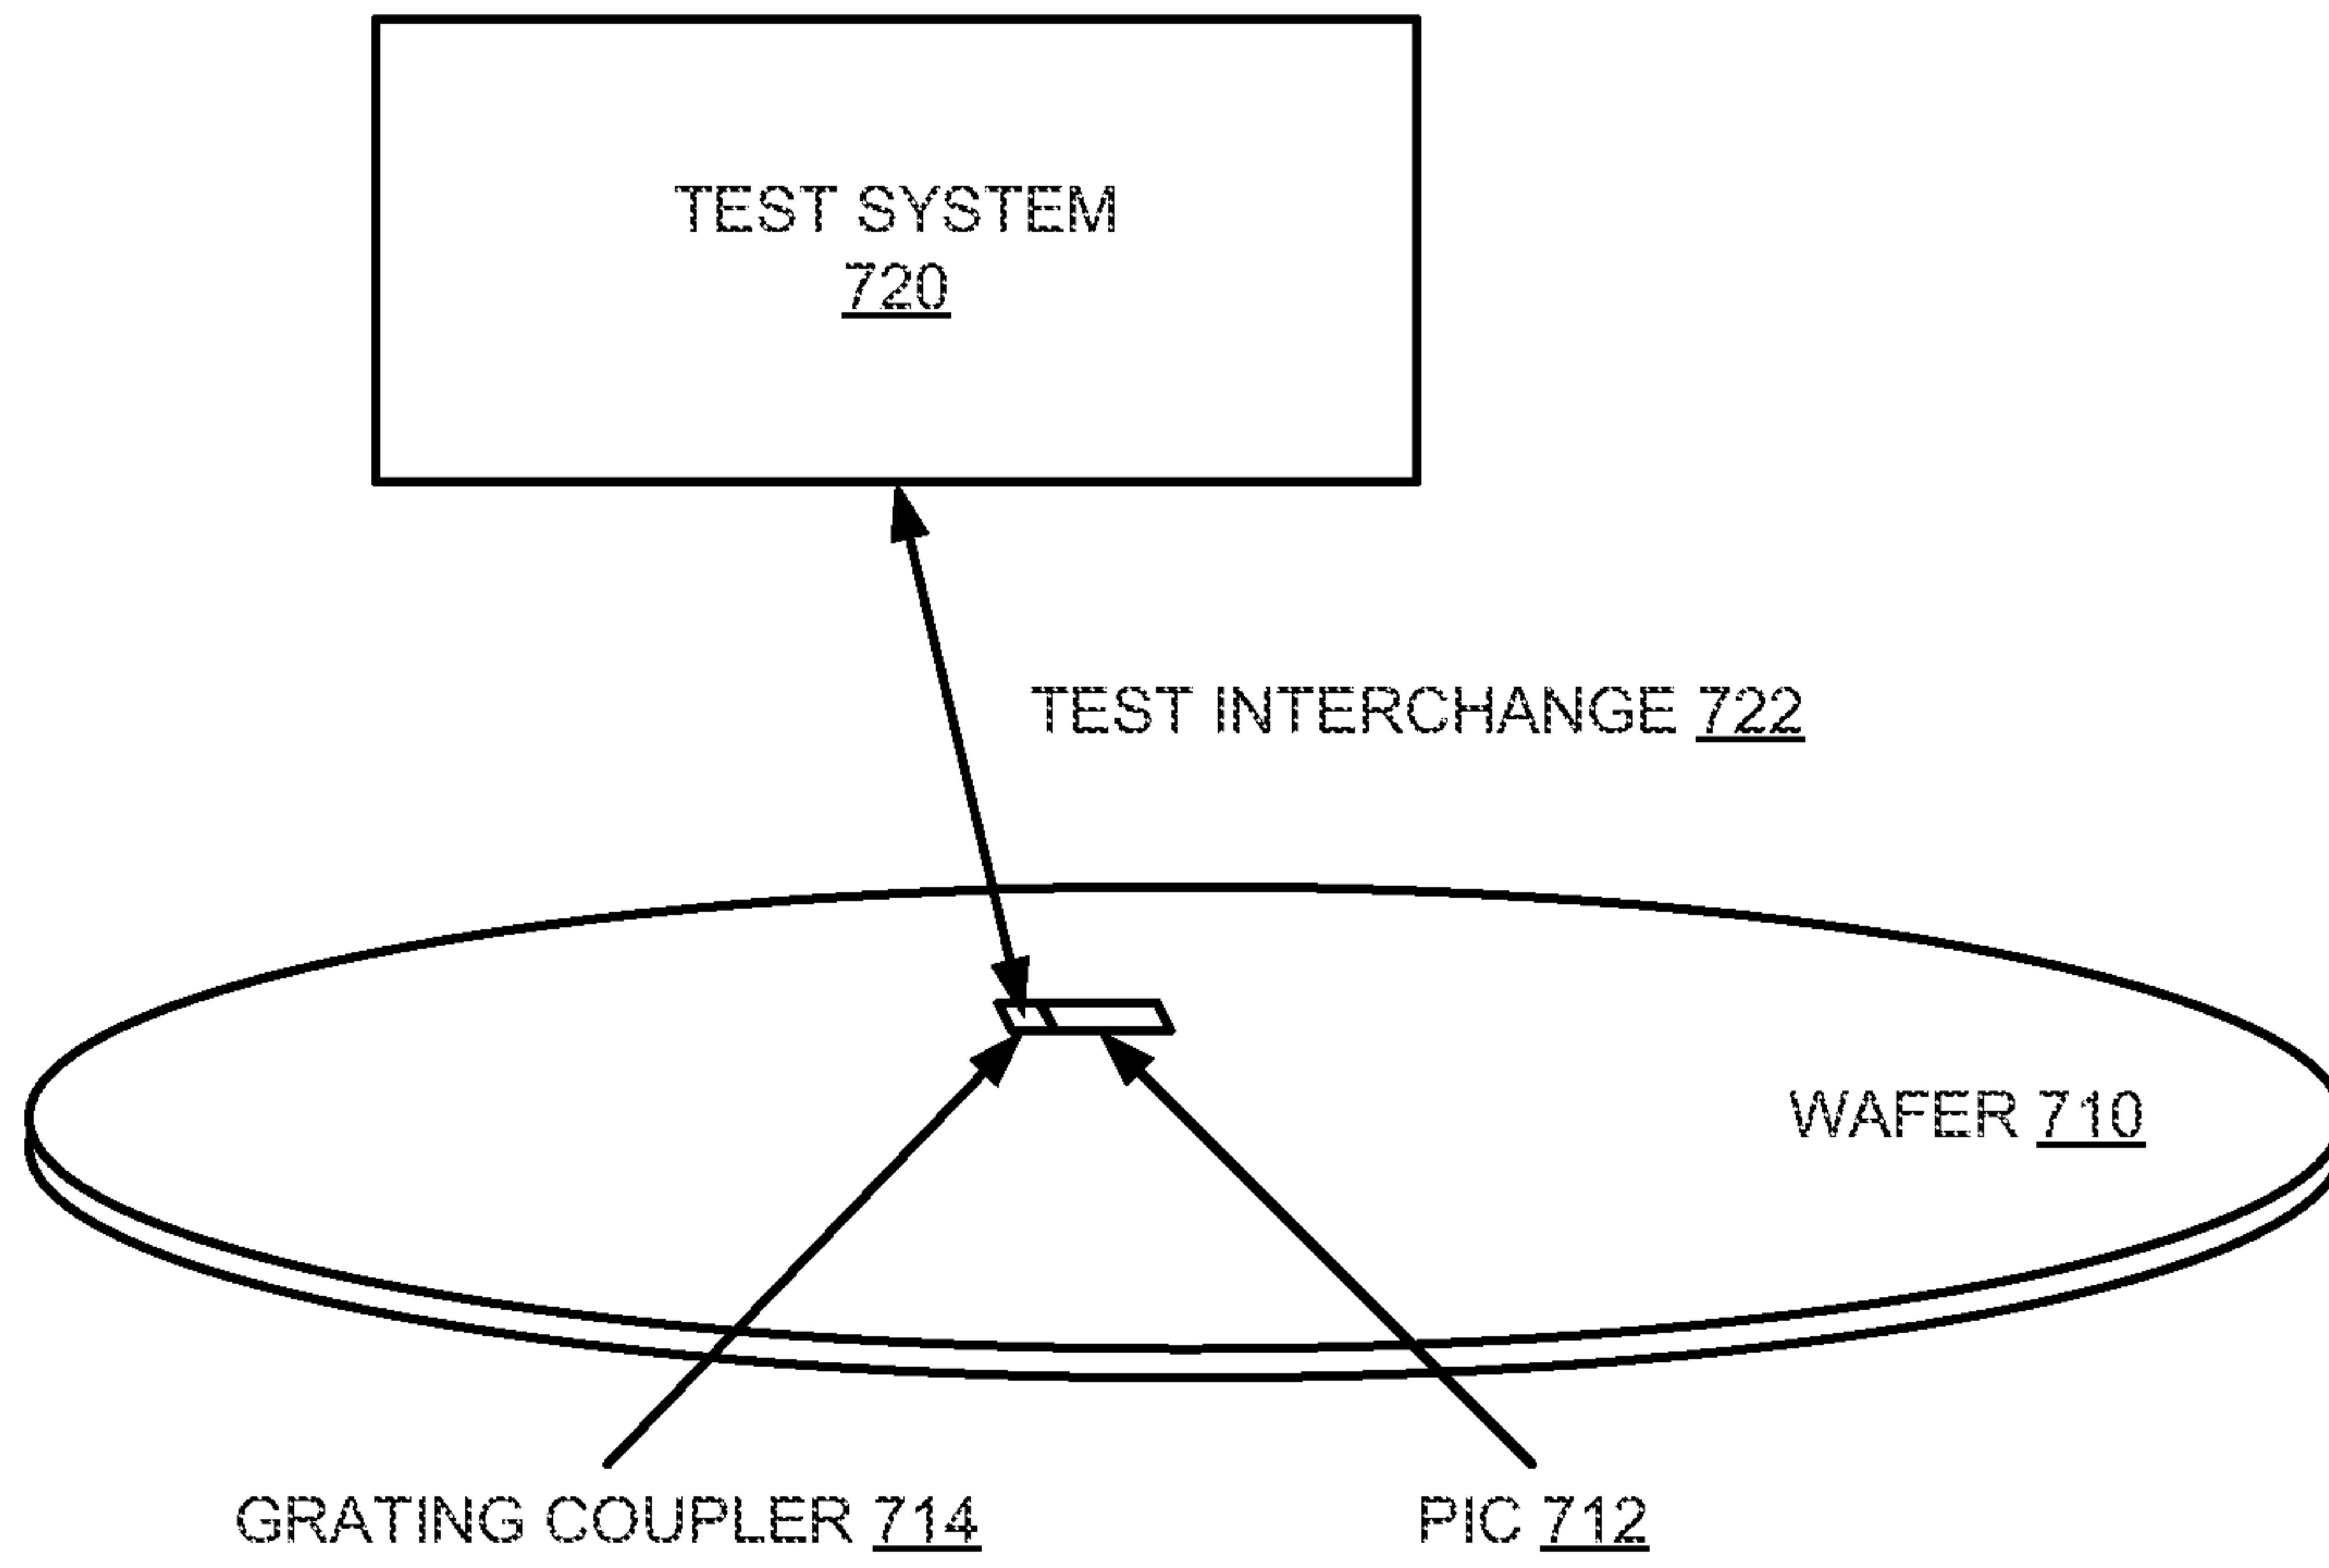 TEST SYSTEM
720
TEST INTERCHANGE 722
WAFER 710
GRATING COUPLER 714
PIC 712